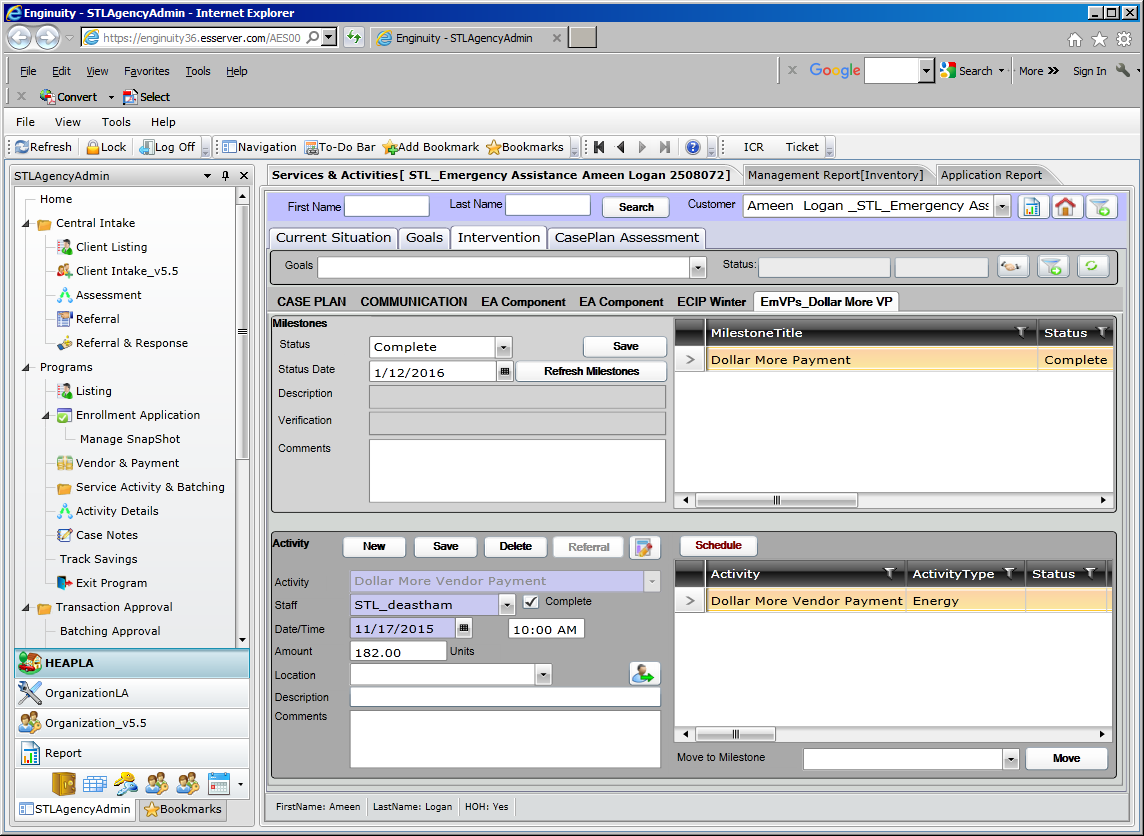 Enginuity - STLAgencyAdmin - Internet Explorer
https://enginuity36.esserver.com/AES00
Enginuity - STLAgencyAdmin
File Edit View Favorites Tools Help
Google Search More Sign In
Convert Select
File View Tools Help
Refresh Lock Log Off Navigation To-Do Bar Add Bookmark Bookmarks ICR Ticket
STLAgencyAdmin
Home
Central Intake
Client Listing
Client Intake_v5.5
Assessment
Referral
Referral & Response
Programs
Listing
Enrollment Application
Manage SnapShot
Vendor & Payment
Service Activity & Batching
Activity Details
Case Notes
Track Savings
Exit Program
Transaction Approval
Batching Approval
HEAPLA
OrganizationLA
Organization_v5.5
Report
STLAgencyAdmin Bookmarks
Services & Activities[ STL_Emergency Assistance Ameen Logan 2508072] Management Report[Inventory] Application Report
First Name Last Name Search Customer Ameen Logan _STL_Emergency Ass
Current Situation Goals Intervention CasePlan Assessment
Goals Status:
CASE PLAN COMMUNICATION EA Component EA Component ECIP Winter EmVPs_Dollar More VP
Milestones
Status Complete Save
Status Date 1/12/2016 Refresh Milestones
Description
Verification
Comments
MilestoneTitle Status
Dollar More Payment Complete
Activity New Save Delete Referral Schedule
Activity Dollar More Vendor Payment
Staff STL_deastham Complete
Date/Time 11/17/2015 10:00 AM
Amount 182.00 Units
Location
Description
Comments
Activity ActivityType Status
Dollar More Vendor Payment Energy
Move to Milestone Move
FirstName: Ameen LastName: Logan HOH: Yes